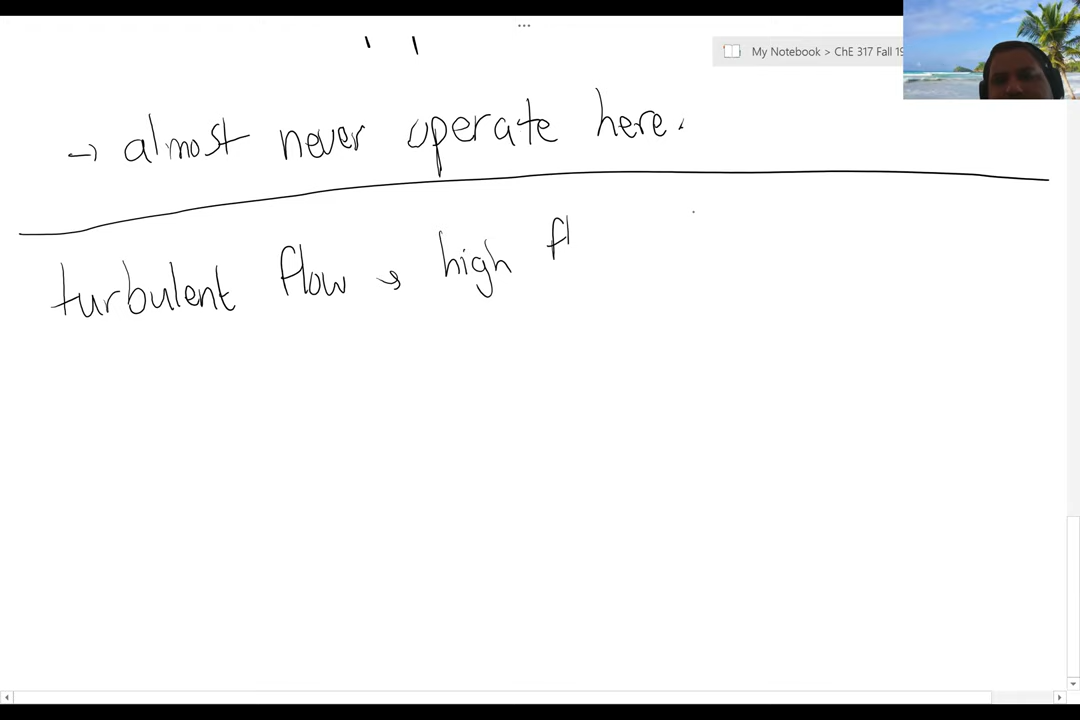 My Notebook > ChE 317 Fall 19
→ almost never operate here.
turbulent flow → high fl